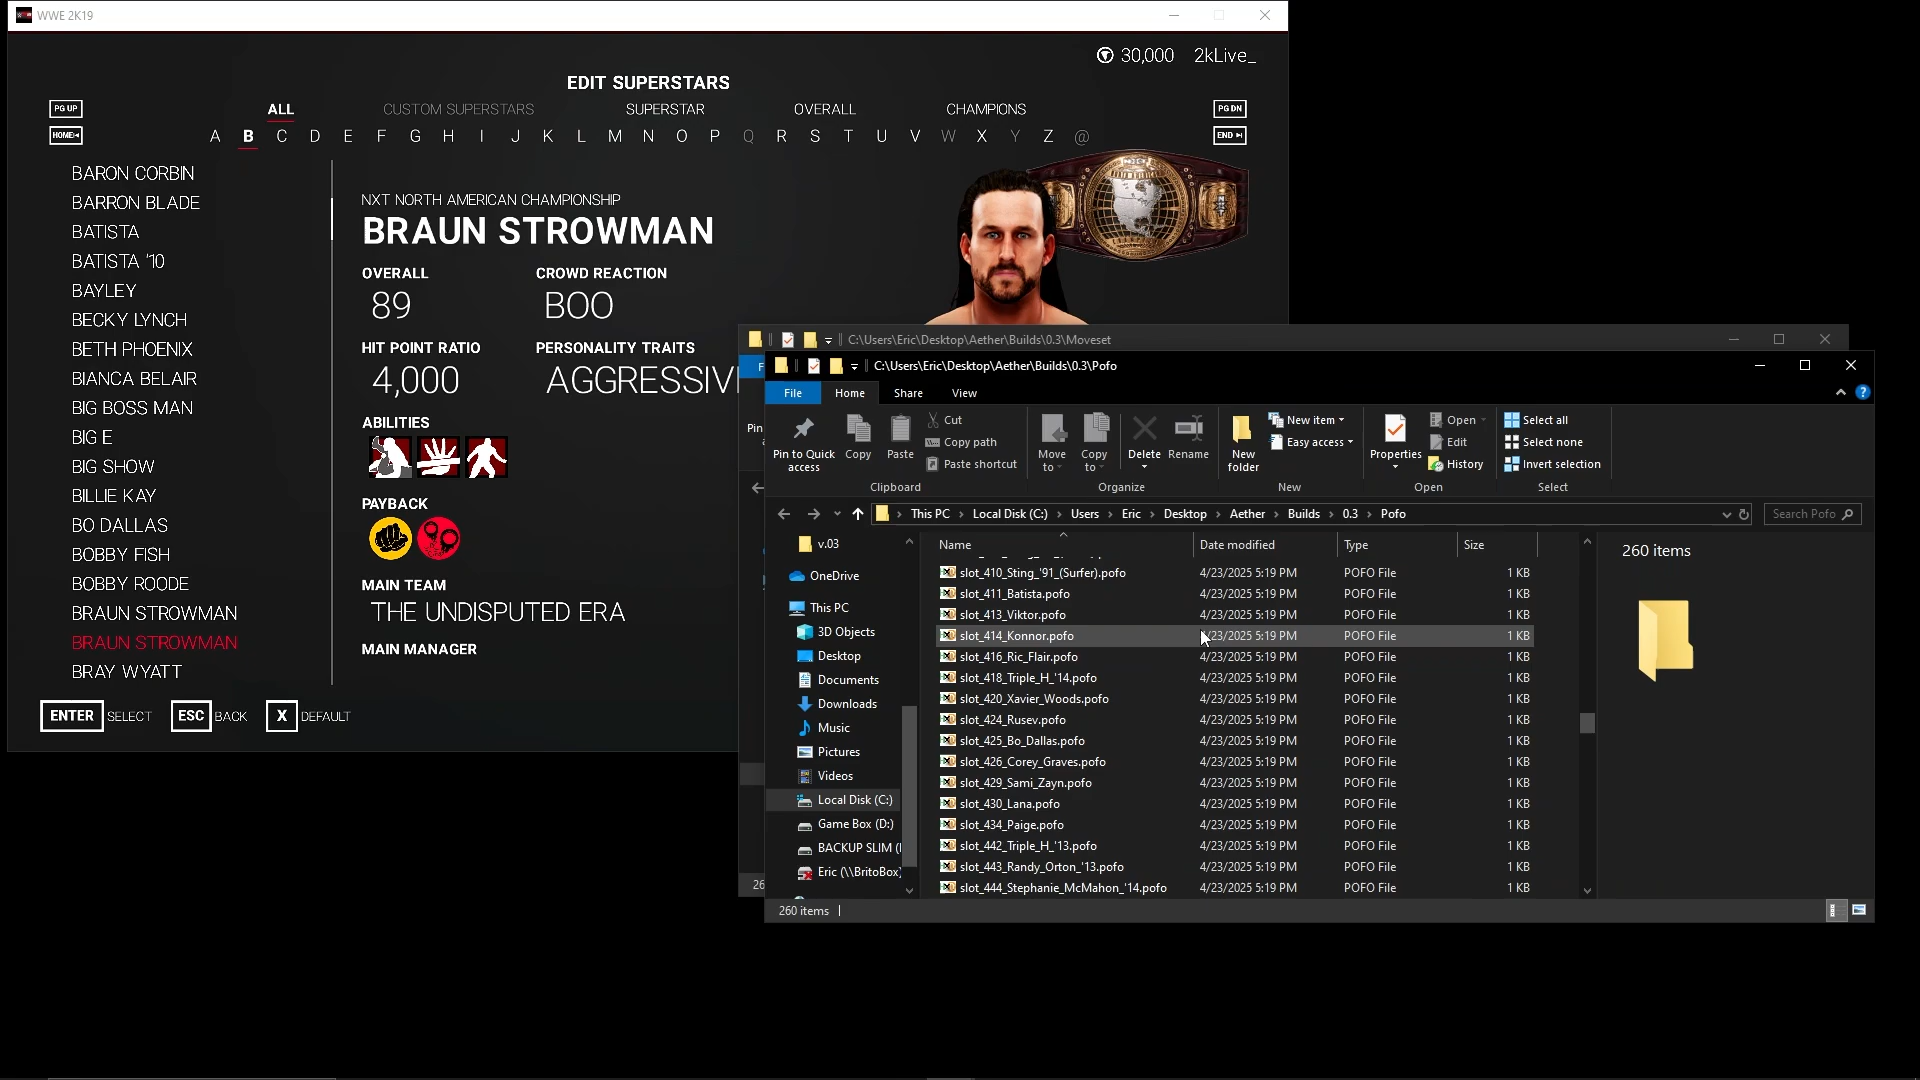 WWE 2K19
30,000 2kLive_
EDIT SUPERSTARS
PG UP
ALL CUSTOM SUPERSTARS SUPERSTAR OVERALL CHAMPIONS
PG DN
HOME
A B C D E F G H I J K L M N O P Q R S T U V W X Y Z @
END
BARON CORBIN
BARRON BLADE
BATISTA
BATISTA '10
BAYLEY
BECKY LYNCH
BETH PHOENIX
BIANCA BELAIR
BIG BOSS MAN
BIG E
BIG SHOW
BILLIE KAY
BO DALLAS
BOBBY FISH
BOBBY ROODE
BRAUN STROWMAN
BRAUN STROWMAN
BRAY WYATT
NXT NORTH AMERICAN CHAMPIONSHIP
BRAUN STROWMAN
OVERALL
89
CROWD REACTION
BOO
HIT POINT RATIO
4,000
PERSONALITY TRAITS
AGGRESSIV
ABILITIES
PAYBACK
MAIN TEAM
THE UNDISPUTED ERA
MAIN MANAGER
ENTER SELECT ESC BACK X DEFAULT
C:\Users\Eric\Desktop\Aether\Builds\0.3\Moveset
F
Pin
26
C:\Users\Eric\Desktop\Aether\Builds\0.3\Pofo
File Home Share View
Pin to Quick access
Copy
Paste
Cut
Copy path
Paste shortcut
Clipboard
Move to
Copy to
Delete
Rename
Organize
New folder
New item
Easy access
New
Properties
Open
Edit
History
Open
Select all
Select none
Invert selection
Select
This PC Local Disk (C:) Users Eric Desktop Aether Builds 0.3 Pofo
Search Pofo
v.03
OneDrive
This PC
3D Objects
Desktop
Documents
Downloads
Music
Pictures
Videos
Local Disk (C:)
Game Box (D:)
BACKUP SLIM (
Eric (\\BritoBox)
Name Date modified Type Size
slot_410_Sting_'91_(Surfer).pofo 4/23/2025 5:19 PM POFO File 1 KB
slot_411_Batista.pofo 4/23/2025 5:19 PM POFO File 1 KB
slot_413_Viktor.pofo 4/23/2025 5:19 PM POFO File 1 KB
slot_414_Konnor.pofo 4/23/2025 5:19 PM POFO File 1 KB
slot_416_Ric_Flair.pofo 4/23/2025 5:19 PM POFO File 1 KB
slot_418_Triple_H_'14.pofo 4/23/2025 5:19 PM POFO File 1 KB
slot_420_Xavier_Woods.pofo 4/23/2025 5:19 PM POFO File 1 KB
slot_424_Rusev.pofo 4/23/2025 5:19 PM POFO File 1 KB
slot_425_Bo_Dallas.pofo 4/23/2025 5:19 PM POFO File 1 KB
slot_426_Corey_Graves.pofo 4/23/2025 5:19 PM POFO File 1 KB
slot_429_Sami_Zayn.pofo 4/23/2025 5:19 PM POFO File 1 KB
slot_430_Lana.pofo 4/23/2025 5:19 PM POFO File 1 KB
slot_434_Paige.pofo 4/23/2025 5:19 PM POFO File 1 KB
slot_442_Triple_H_'13.pofo 4/23/2025 5:19 PM POFO File 1 KB
slot_443_Randy_Orton_'13.pofo 4/23/2025 5:19 PM POFO File 1 KB
slot_444_Stephanie_McMahon_'14.pofo 4/23/2025 5:19 PM POFO File 1 KB
260 items
260 items